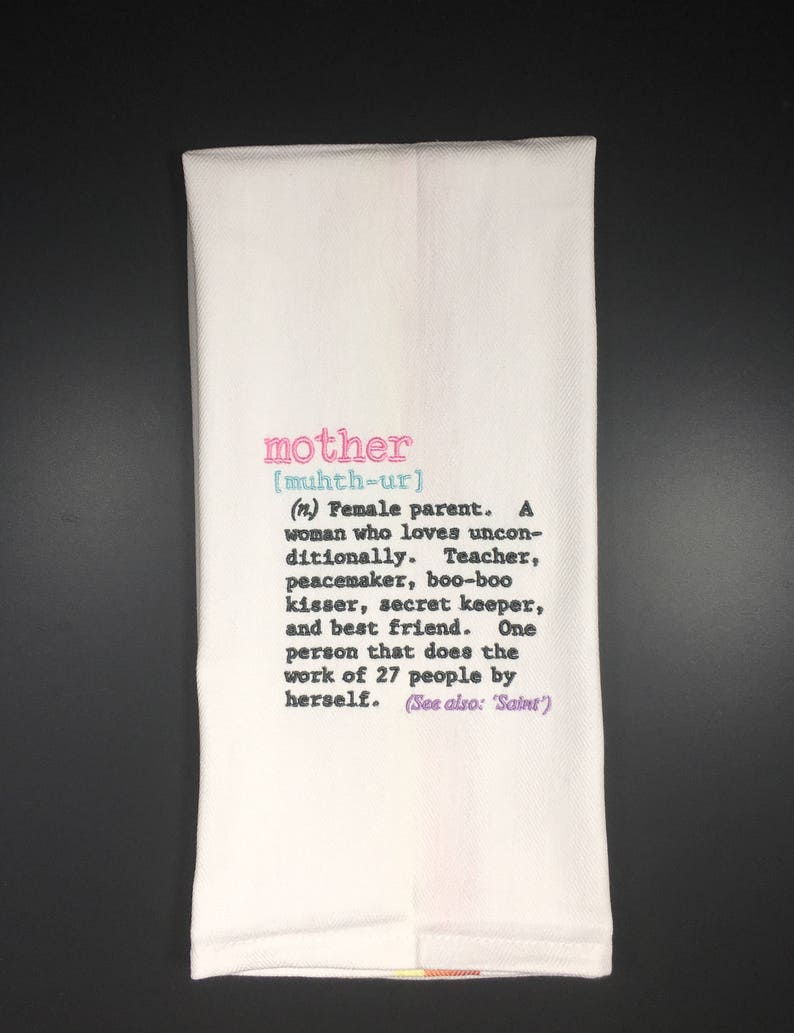 mother
[muhth-ur]
(n.) Female parent.  A
woman who loves uncon-
ditionally.  Teacher,
peacemaker, boo-boo
kisser, secret keeper,
and best friend.  One
person that does the
work of 27 people by
herself.  (See also: 'Saint')